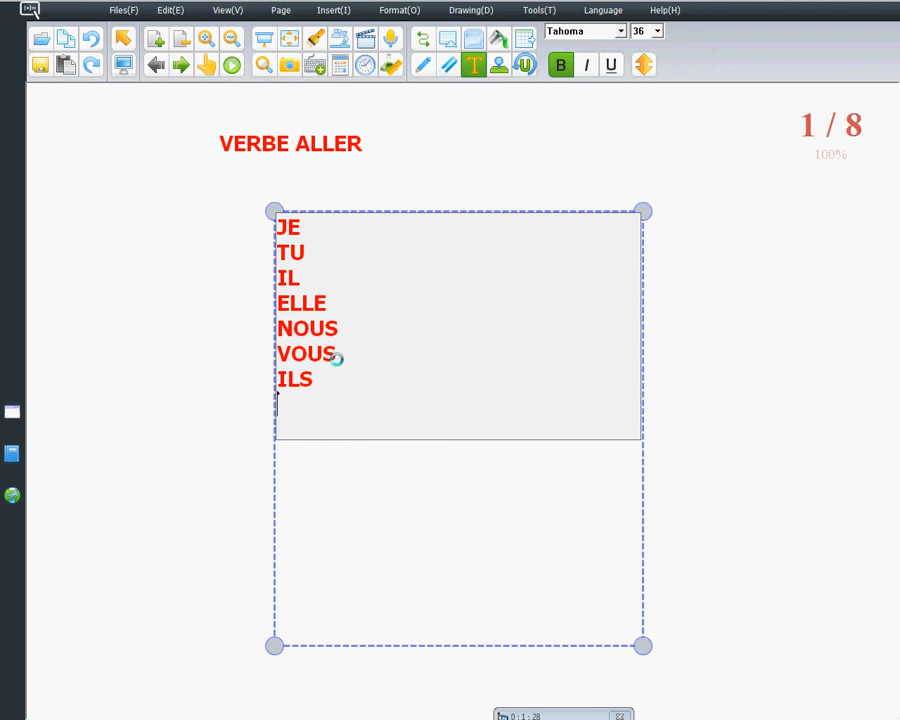 Files(F) Edit(E) View(V) Page Insert(I) Format(O) Drawing(D) Tools(T) Language Help(H)
Tahoma 36
T B I U
1 / 8
100%
VERBE ALLER
JE
TU
IL
ELLE
NOUS
VOUS
ILS
0:1:28